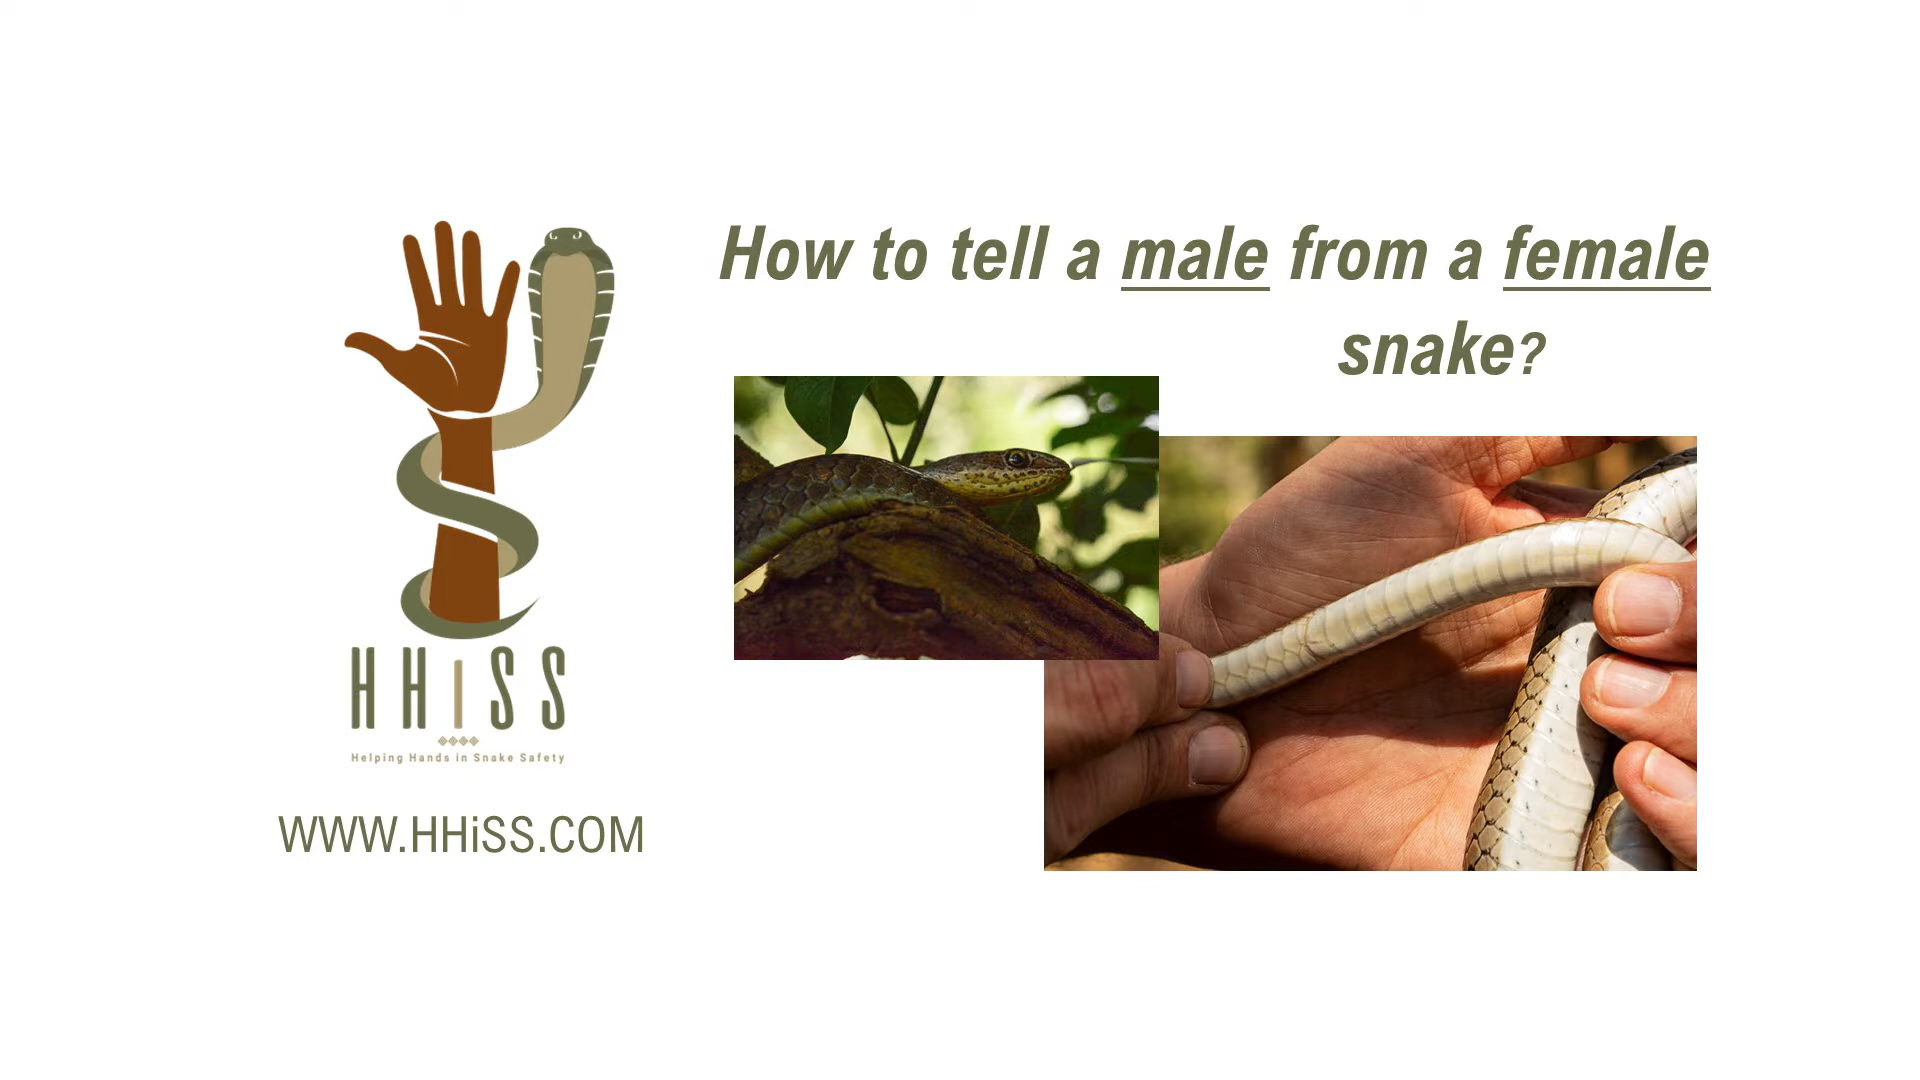 How to tell a male from a female
snake?
HHiSS
Helping Hands in Snake Safety
WWW.HHiSS.COM